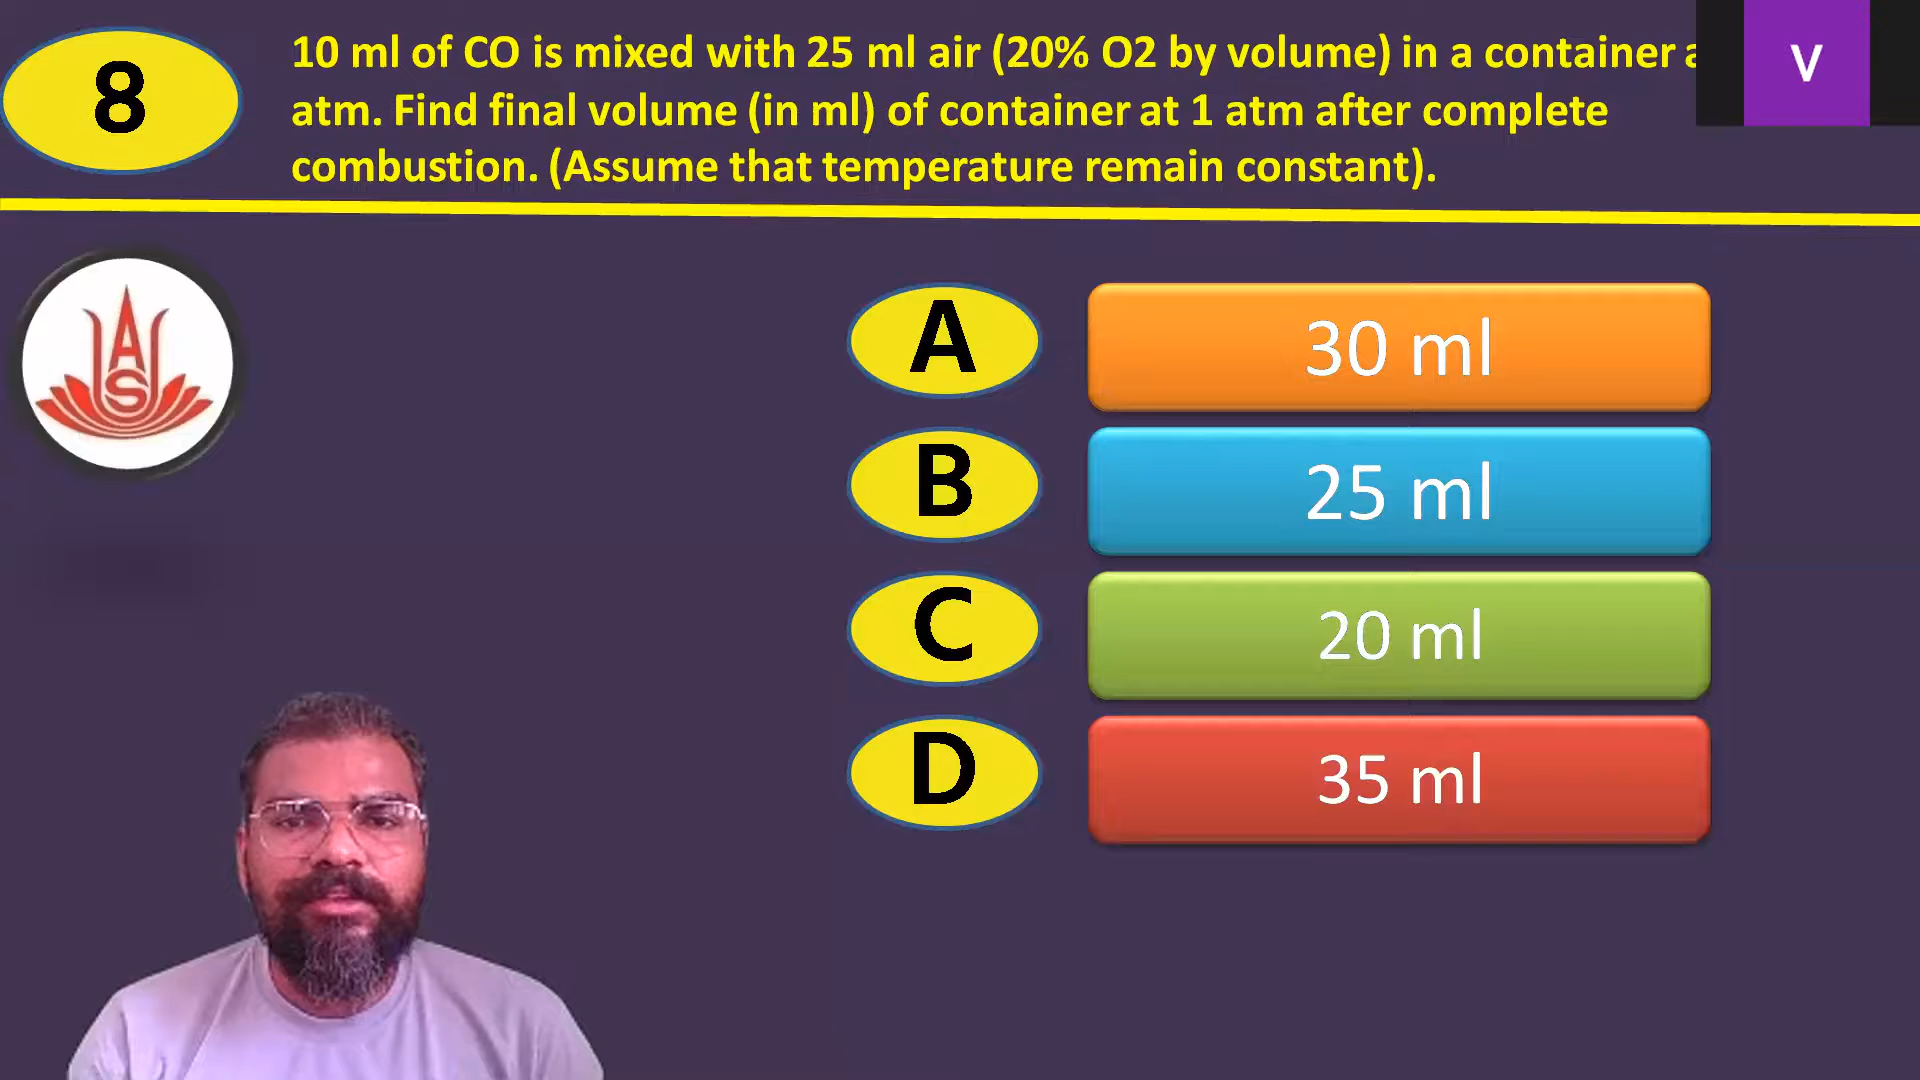 8
10 ml of CO is mixed with 25 ml air (20% O2 by volume) in a container
V
atm. Find final volume (in ml) of container at 1 atm after complete
combustion. (Assume that temperature remain constant).
AS
A
30 ml
B
25 ml
C
20 ml
D
35 ml